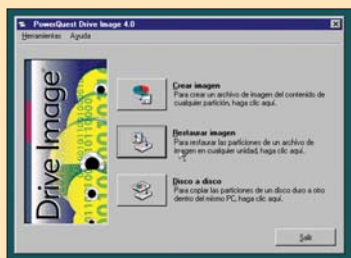 PowerQuest Drive Image 4.0
Herramientas Ayuda
Drive Image
Crear imagen
Para crear un archivo de imagen del contenido de
cualquier partición, haga clic aquí.
Restaurar imagen
Para restaurar las particiones de un archivo de
imagen en cualquier unidad, haga clic aquí.
Disco a disco
Para copiar las particiones de un disco duro a otro
dentro del mismo PC, haga clic aquí.
Salir